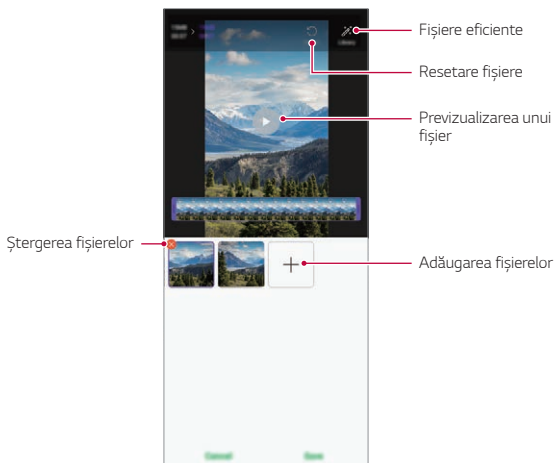 Fișiere eficiente
Resetare fișiere
Previzualizarea unui
fișier
Ștergerea fișierelor
Adăugarea fișierelor
Cancel
Save